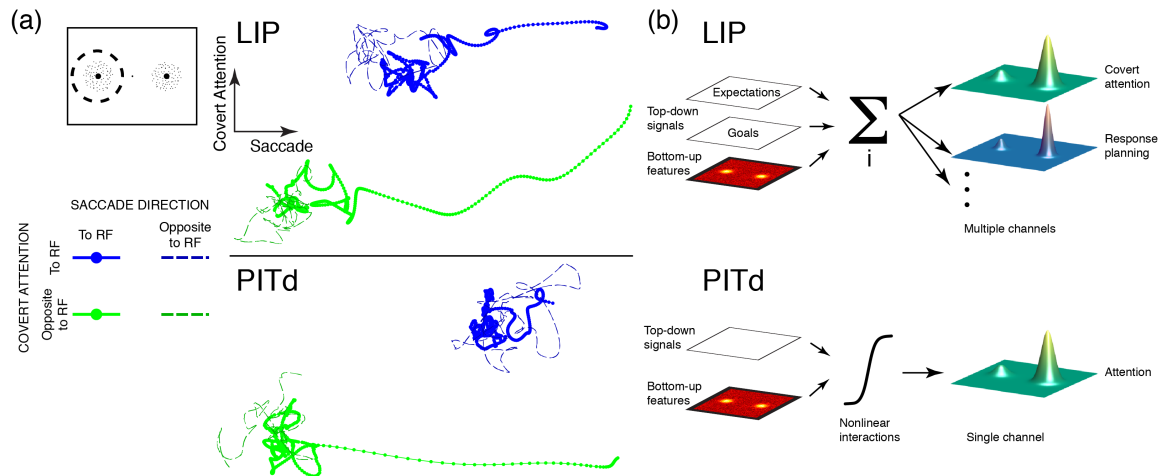 (a)
LIP
Covert Attention
Saccade
SACCADE DIRECTION
To RF
Opposite
to RF
COVERT ATTENTION
To RF
Opposite
to RF
PITd
(b)
LIP
Expectations
Top-down
signals
Goals
Bottom-up
features
Σ
i
Covert
attention
Response
planning
Multiple channels
PITd
Top-down
signals
Bottom-up
features
Nonlinear
interactions
Attention
Single channel